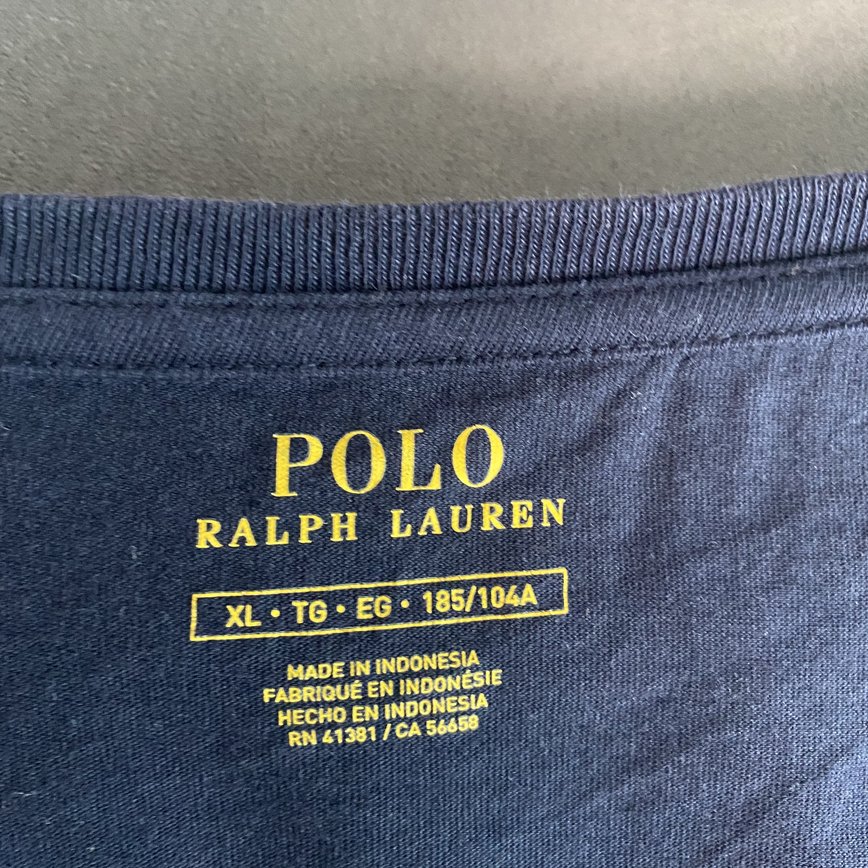 POLO
RALPH LAUREN
XL • TG • EG • 185/104A
MADE IN INDONESIA
FABRIQUÉ EN INDONÉSIE
HECHO EN INDONESIA
RN 41381 / CA 56658